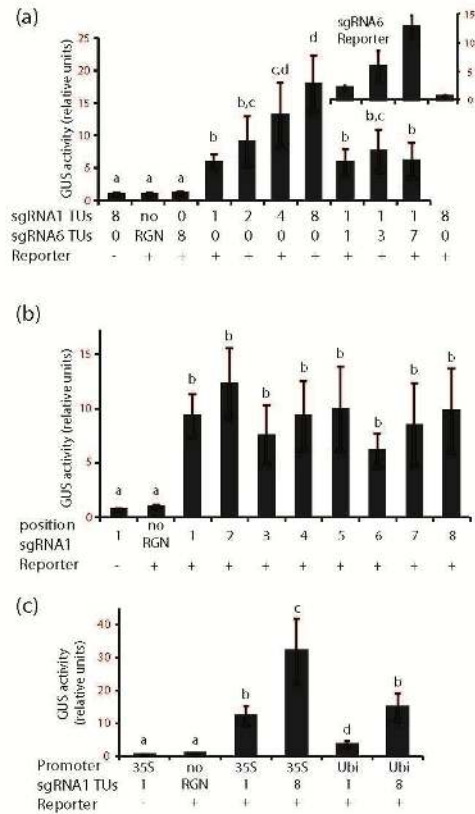 (a)
sgRNA6
Reporter
15
10
5
0
GUS activity (relative units)
25
20
15
10
5
0
a a a b b,c c,d d b b,c b
sgRNA1 TUs 8 no 0 1 2 4 8 1 1 1 8
sgRNA6 TUs 0 RGN 8 0 0 0 0 1 3 7 0
Reporter - + + + + + + + + + +
(b)
GUS activity (relative units)
15
10
5
0
a a b b b b b b b b
position
sgRNA1 1 no RGN 1 2 3 4 5 6 7 8
Reporter - + + + + + + + + +
(c)
GUS activity
(relative units)
40
30
20
10
0
a a b c d b
Promoter 35S no 35S 35S Ubi Ubi
sgRNA1 TUs 1 RGN 1 8 1 8
Reporter - + + + + +